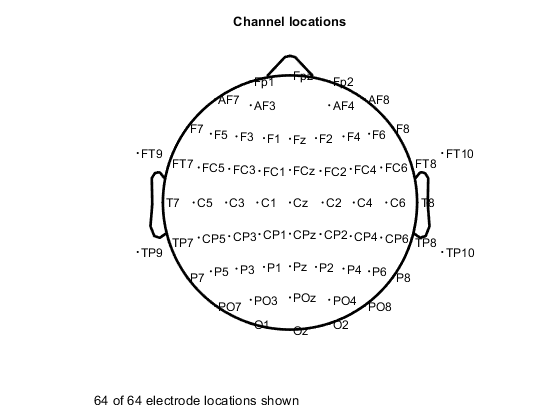 Channel locations
Fp1 Fpz Fp2
AF7 AF3 AF4 AF8
F7 F5 F3 F1 Fz F2 F4 F6 F8
FT9 FT7 FC5 FC3 FC1 FCz FC2 FC4 FC6 FT8 FT10
T7 C5 C3 C1 Cz C2 C4 C6 T8
TP9 TP7 CP5 CP3 CP1 CPz CP2 CP4 CP6 TP8 TP10
P7 P5 P3 P1 Pz P2 P4 P6 P8
PO7 PO3 POz PO4 PO8
O1 Oz O2
64 of 64 electrode locations shown